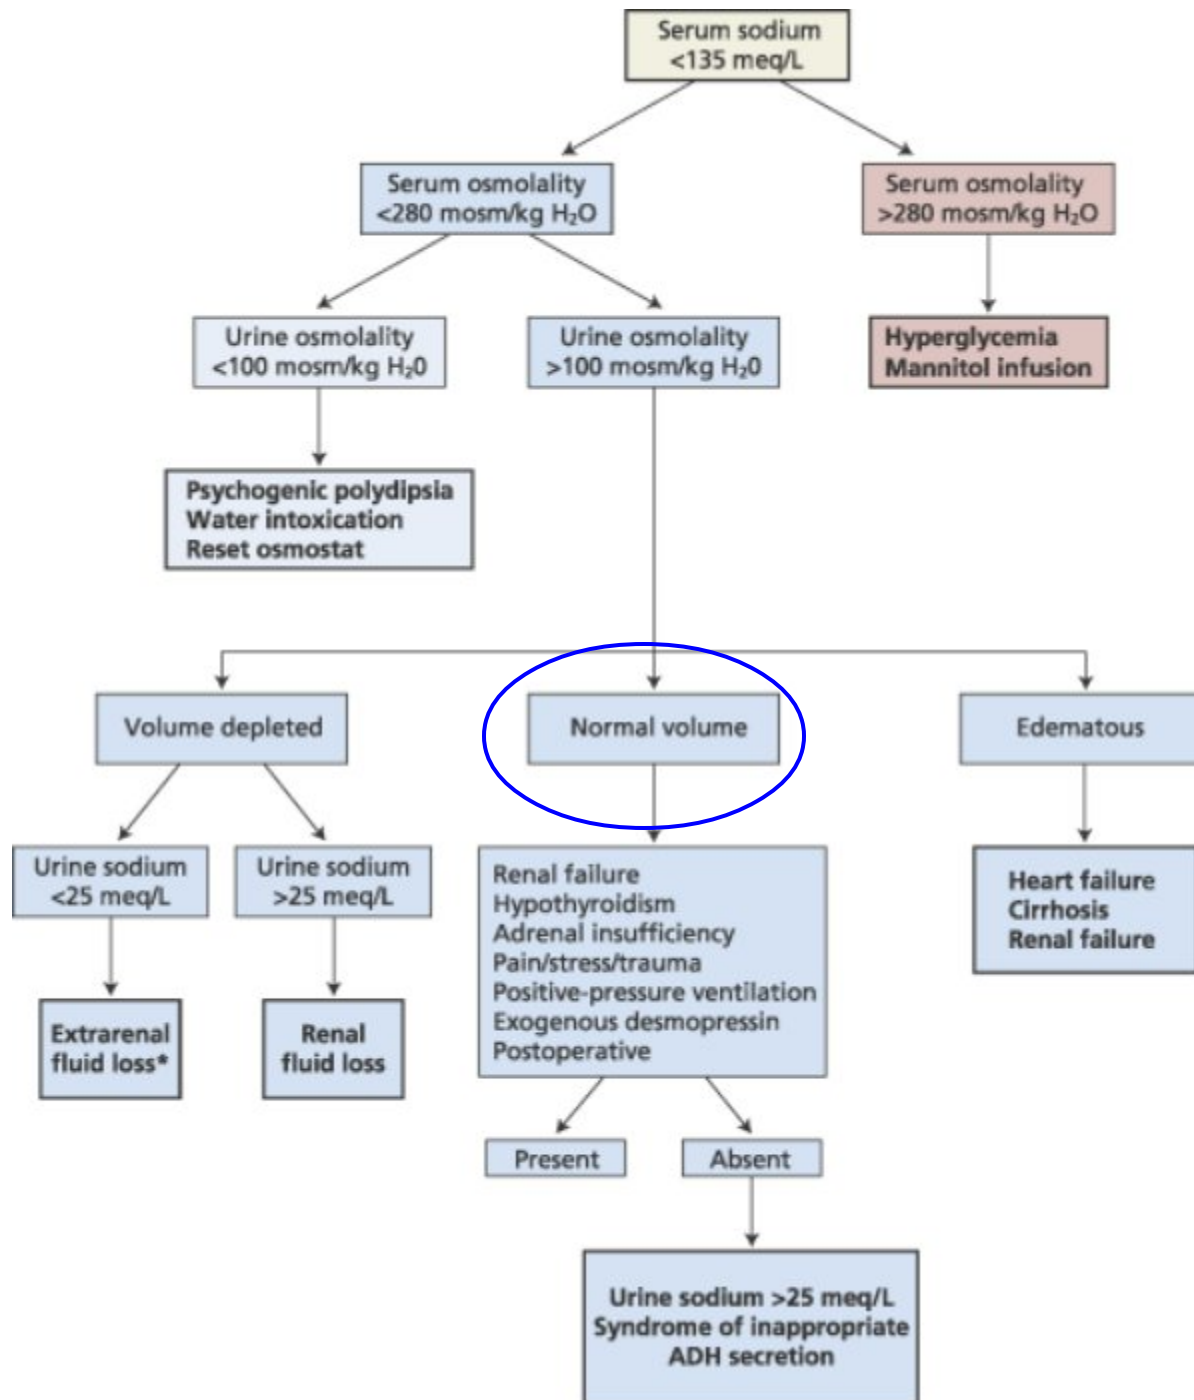 Serum sodium
<135 meq/L
Serum osmolality
<280 mosm/kg H₂O
Serum osmolality
>280 mosm/kg H₂O
Urine osmolality
<100 mosm/kg H₂0
Urine osmolality
>100 mosm/kg H₂0
Hyperglycemia
Mannitol infusion
Psychogenic polydipsia
Water intoxication
Reset osmostat
Volume depleted
Normal volume
Edematous
Urine sodium
<25 meq/L
Urine sodium
>25 meq/L
Renal failure
Hypothyroidism
Adrenal insufficiency
Pain/stress/trauma
Positive-pressure ventilation
Exogenous desmopressin
Postoperative
Heart failure
Cirrhosis
Renal failure
Extrarenal
fluid loss*
Renal
fluid loss
Present
Absent
Urine sodium >25 meq/L
Syndrome of inappropriate
ADH secretion